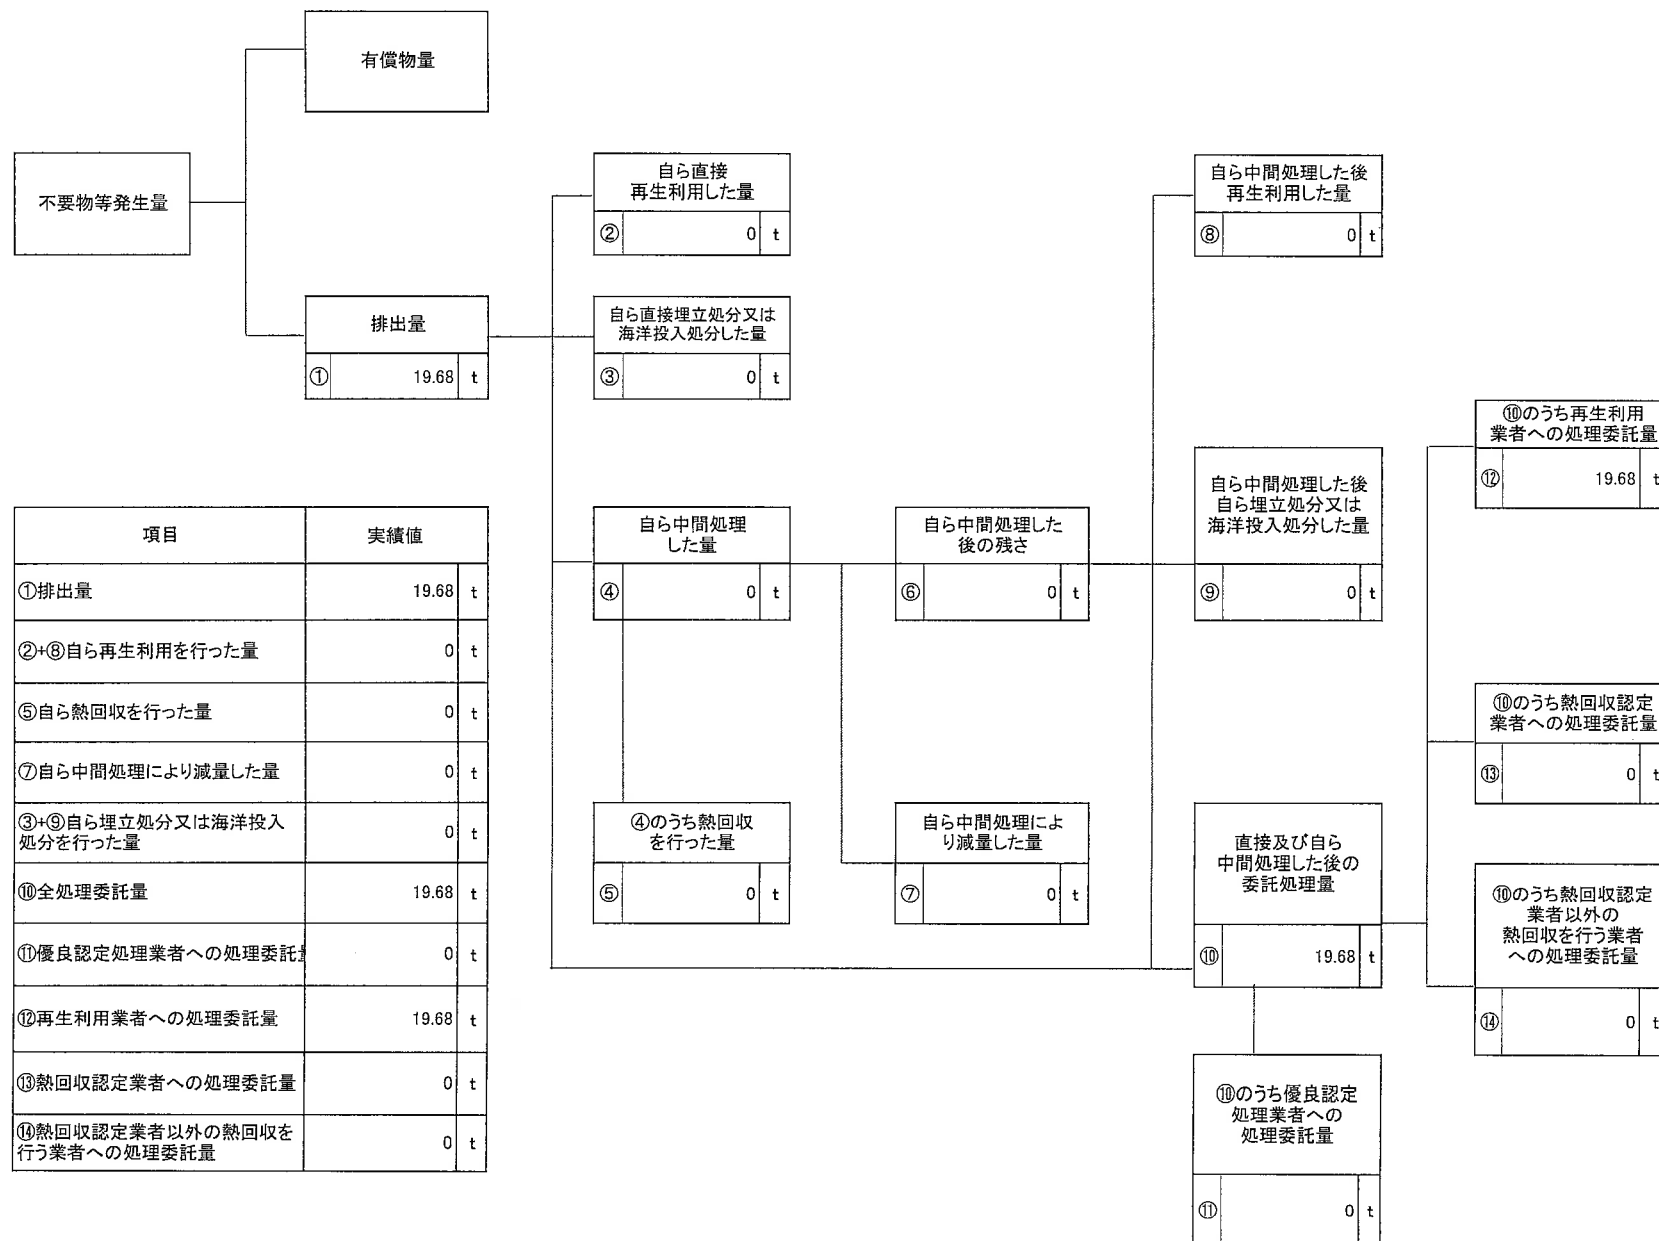 有償物量
不要物等発生量
排出量
① 19.68 t
自ら直接
再生利用した量
② 0 t
自ら直接埋立処分又は
海洋投入処分した量
③ 0 t
自ら中間処理
した量
④ 0 t
④のうち熱回収
を行った量
⑤ 0 t
自ら中間処理した
後の残さ
⑥ 0 t
自ら中間処理によ
り減量した量
⑦ 0 t
自ら中間処理した後
再生利用した量
⑧ 0 t
自ら中間処理した後
自ら埋立処分又は
海洋投入処分した量
⑨ 0 t
直接及び自ら
中間処理した後の
委託処理量
⑩ 19.68 t
⑩のうち優良認定
処理業者への
処理委託量
⑪ 0 t
⑩のうち再生利用
業者への処理委託量
⑫ 19.68 t
⑩のうち熱回収認定
業者への処理委託量
⑬ 0 t
⑩のうち熱回収認定
業者以外の
熱回収を行う業者
への処理委託量
⑭ 0 t
項目 実績値
①排出量 19.68 t
②+⑧自ら再生利用を行った量 0 t
⑤自ら熱回収を行った量 0 t
⑦自ら中間処理により減量した量 0 t
③+⑨自ら埋立処分又は海洋投入
処分を行った量 0 t
⑩全処理委託量 19.68 t
⑪優良認定処理業者への処理委託 0 t
⑫再生利用業者への処理委託量 19.68 t
⑬熱回収認定業者への処理委託量 0 t
⑭熱回収認定業者以外の熱回収を
行う業者への処理委託量 0 t